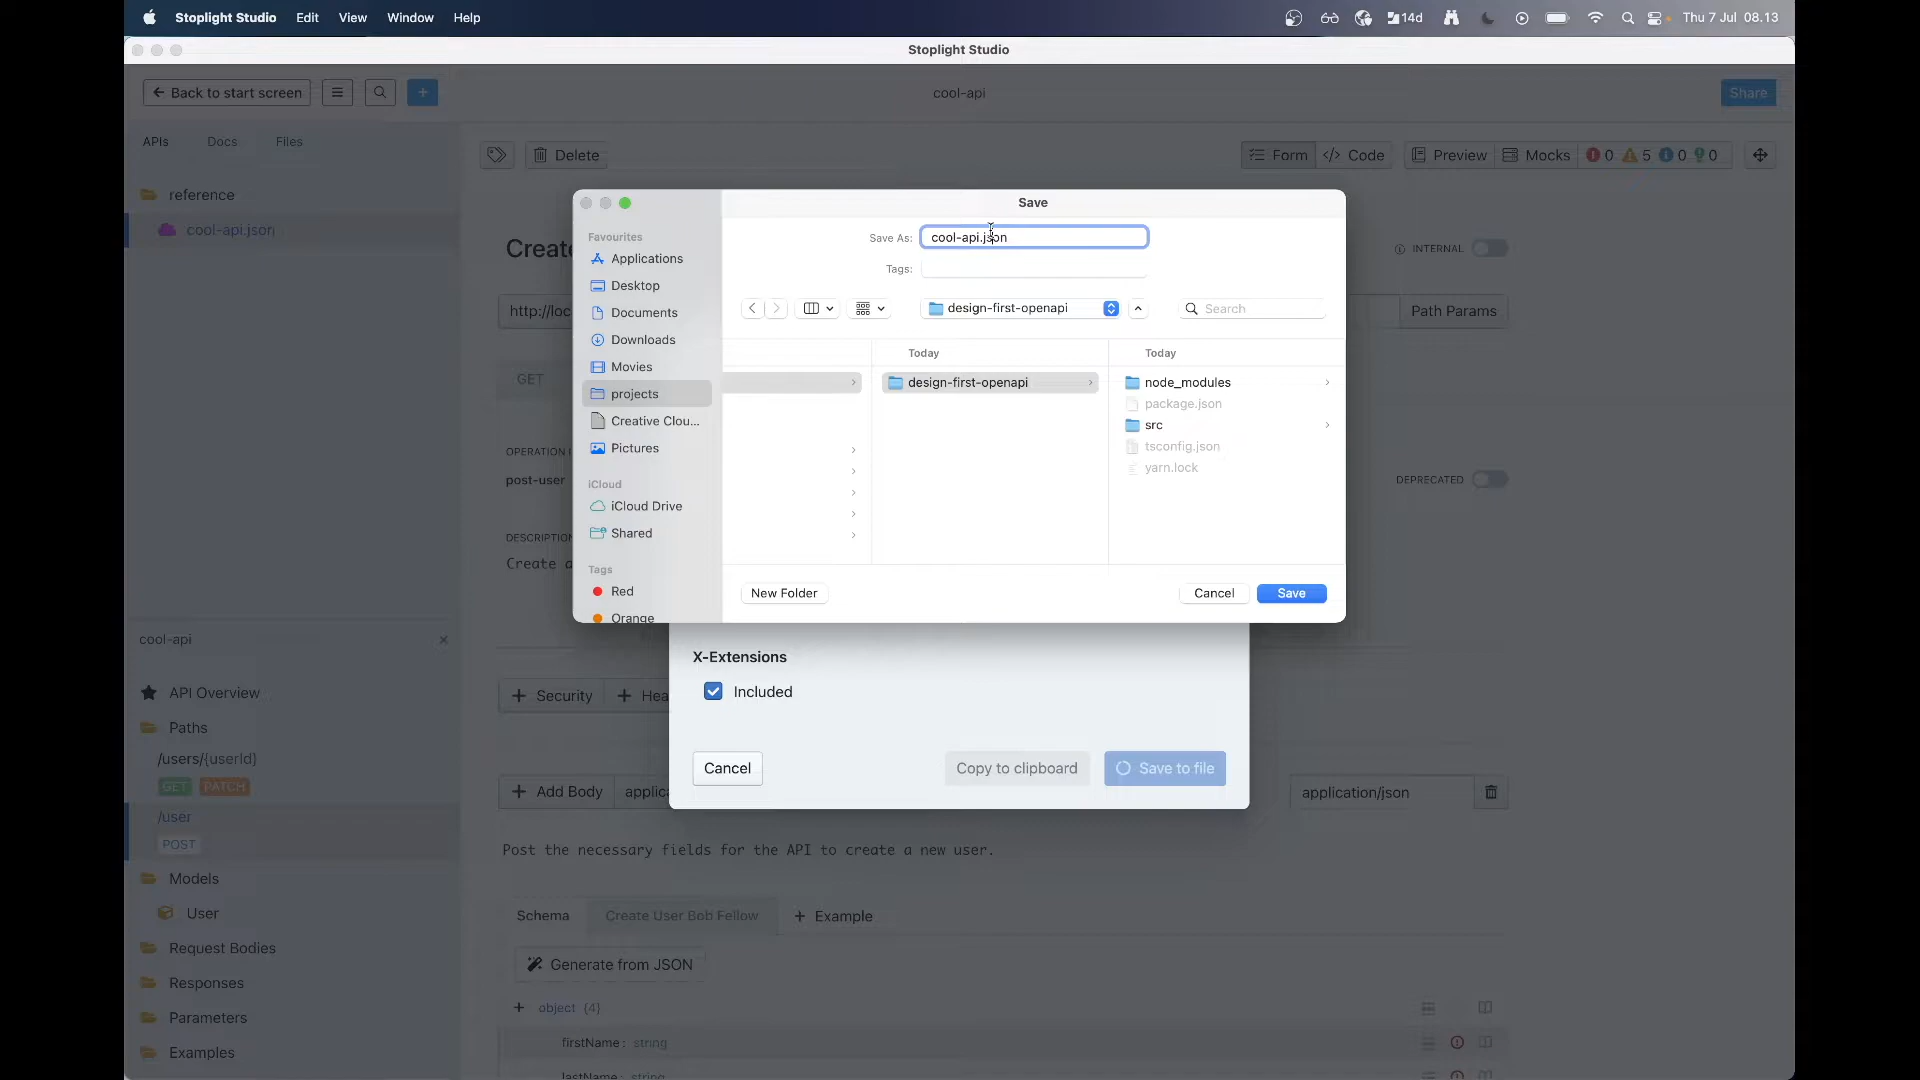 Stoplight Studio Edit View Window Help 14d Thu 7 Jul 08.13
Stoplight Studio
Back to start screen cool-api Share
APIs Docs Files
Delete Form Code Preview Mocks 0 5 0 0
reference
cool-api.json
Save
Favourites
Applications
Desktop
Documents
Downloads
Movies
projects
Creative Clou...
Pictures
iCloud
iCloud Drive
Shared
Tags
Red
Orange
Save As: cool-api.json
Tags:
design-first-openapi Search
Today Today
design-first-openapi
node_modules
package.json
src
tsconfig.json
yarn.lock
New Folder Cancel Save
INTERNAL
http://loc Path Params
GET
OPERATION
post-user DEPRECATED
DESCRIPTION
Create
X-Extensions
Included
Cancel Copy to clipboard Save to file
cool-api
API Overview
Paths
/users/{userId}
GET PATCH
/user
POST
Models
User
Request Bodies
Responses
Parameters
Examples
Security
Add Body application/json
Post the necessary fields for the API to create a new user.
Schema Create User Bob Fellow Example
Generate from JSON
object {4}
firstName: string
lastName: string